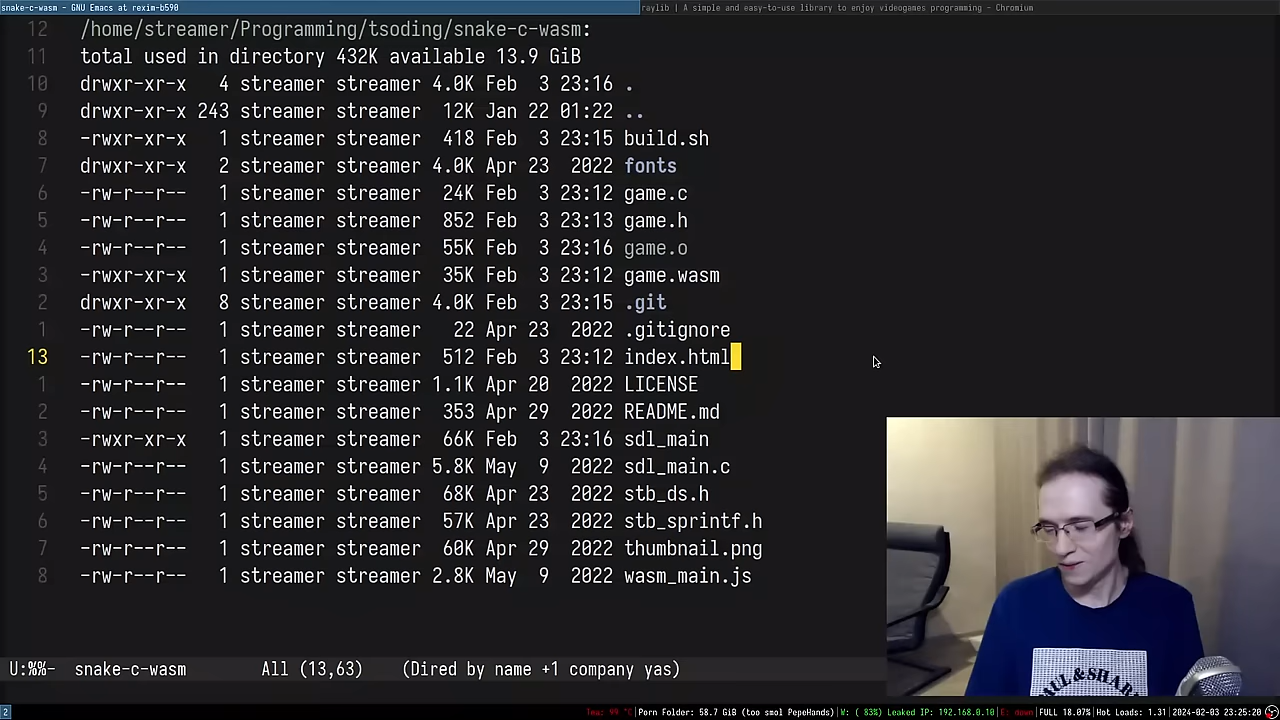 snake-c-wasm - GNU Emacs at rexim-b590
raylib | A simple and easy-to-use library to enjoy videogames programming - Chromium
12 /home/streamer/Programming/tsoding/snake-c-wasm:
11 total used in directory 432K available 13.9 GiB
10 drwxr-xr-x 4 streamer streamer 4.0K Feb 3 23:16 .
9 drwxr-xr-x 243 streamer streamer 12K Jan 22 01:22 ..
8 -rwxr-xr-x 1 streamer streamer 418 Feb 3 23:15 build.sh
7 drwxr-xr-x 2 streamer streamer 4.0K Apr 23 2022 fonts
6 -rw-r--r-- 1 streamer streamer 24K Feb 3 23:12 game.c
5 -rw-r--r-- 1 streamer streamer 852 Feb 3 23:13 game.h
4 -rw-r--r-- 1 streamer streamer 55K Feb 3 23:16 game.o
3 -rwxr-xr-x 1 streamer streamer 35K Feb 3 23:12 game.wasm
2 drwxr-xr-x 8 streamer streamer 4.0K Feb 3 23:15 .git
1 -rw-r--r-- 1 streamer streamer 22 Apr 23 2022 .gitignore
13 -rw-r--r-- 1 streamer streamer 512 Feb 3 23:12 index.html
1 -rw-r--r-- 1 streamer streamer 1.1K Apr 20 2022 LICENSE
2 -rw-r--r-- 1 streamer streamer 353 Apr 29 2022 README.md
3 -rwxr-xr-x 1 streamer streamer 66K Feb 3 23:16 sdl_main
4 -rw-r--r-- 1 streamer streamer 5.8K May 9 2022 sdl_main.c
5 -rw-r--r-- 1 streamer streamer 68K Apr 23 2022 stb_ds.h
6 -rw-r--r-- 1 streamer streamer 57K Apr 23 2022 stb_sprintf.h
7 -rw-r--r-- 1 streamer streamer 60K Apr 29 2022 thumbnail.png
8 -rw-r--r-- 1 streamer streamer 2.8K May 9 2022 wasm_main.js
U:%%- snake-c-wasm All (13,63) (Dired by name +1 company yas)
2
Tea: 99 °C|Porn Folder: 58.7 GiB (too smol PepeHands)|W: ( 83%) Leaked IP: 192.168.0.10|E: down|FULL 18.07%|Hot Loads: 1.31|2024-02-03 23:25:20